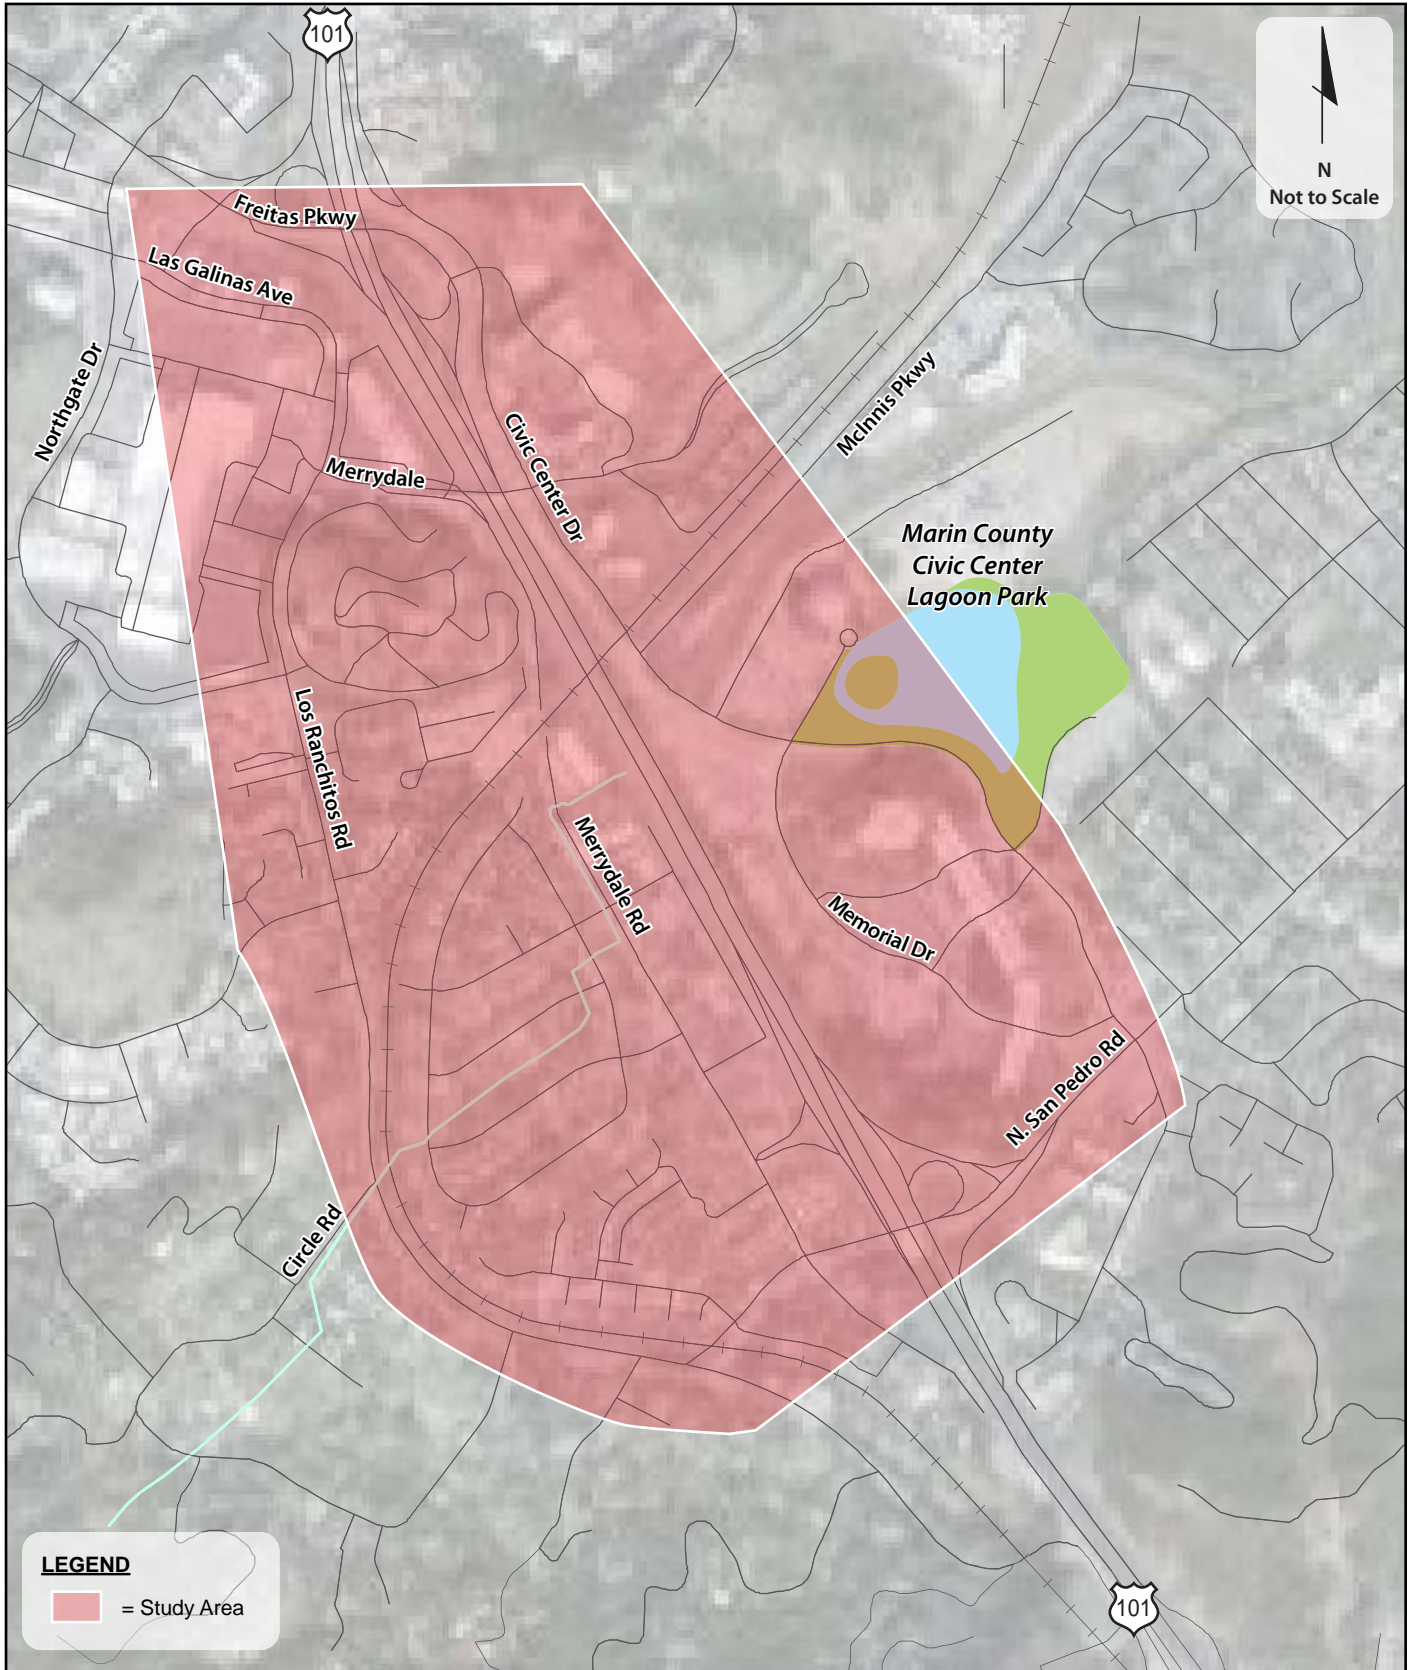 101
N
Not to Scale
Freitas Pkwy
Las Galinas Ave
Northgate Dr
McInnis Pkwy
Civic Center Dr
Merrydale
Marin County
Civic Center
Lagoon Park
Los Ranchitos Rd
Merrydale Rd
Memorial Dr
N. San Pedro Rd
Circle Rd
LEGEND
= Study Area
101